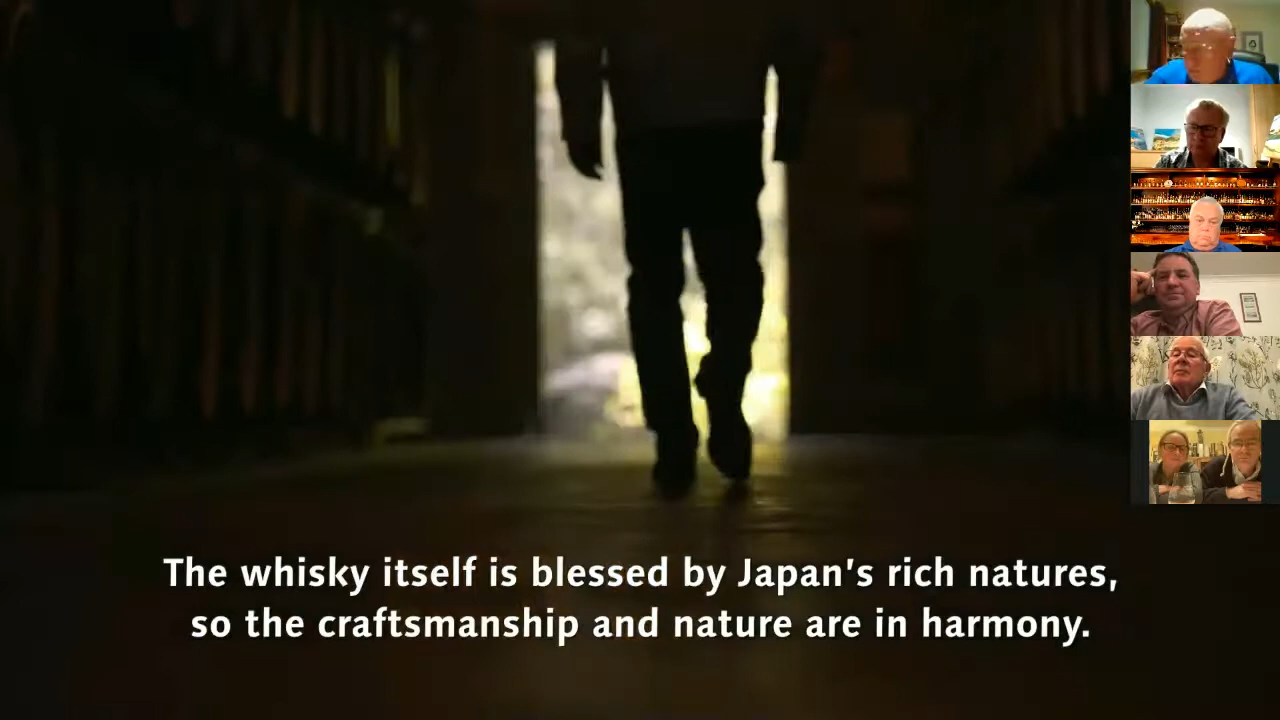 The whisky itself is blessed by Japan's rich natures,
so the craftsmanship and nature are in harmony.